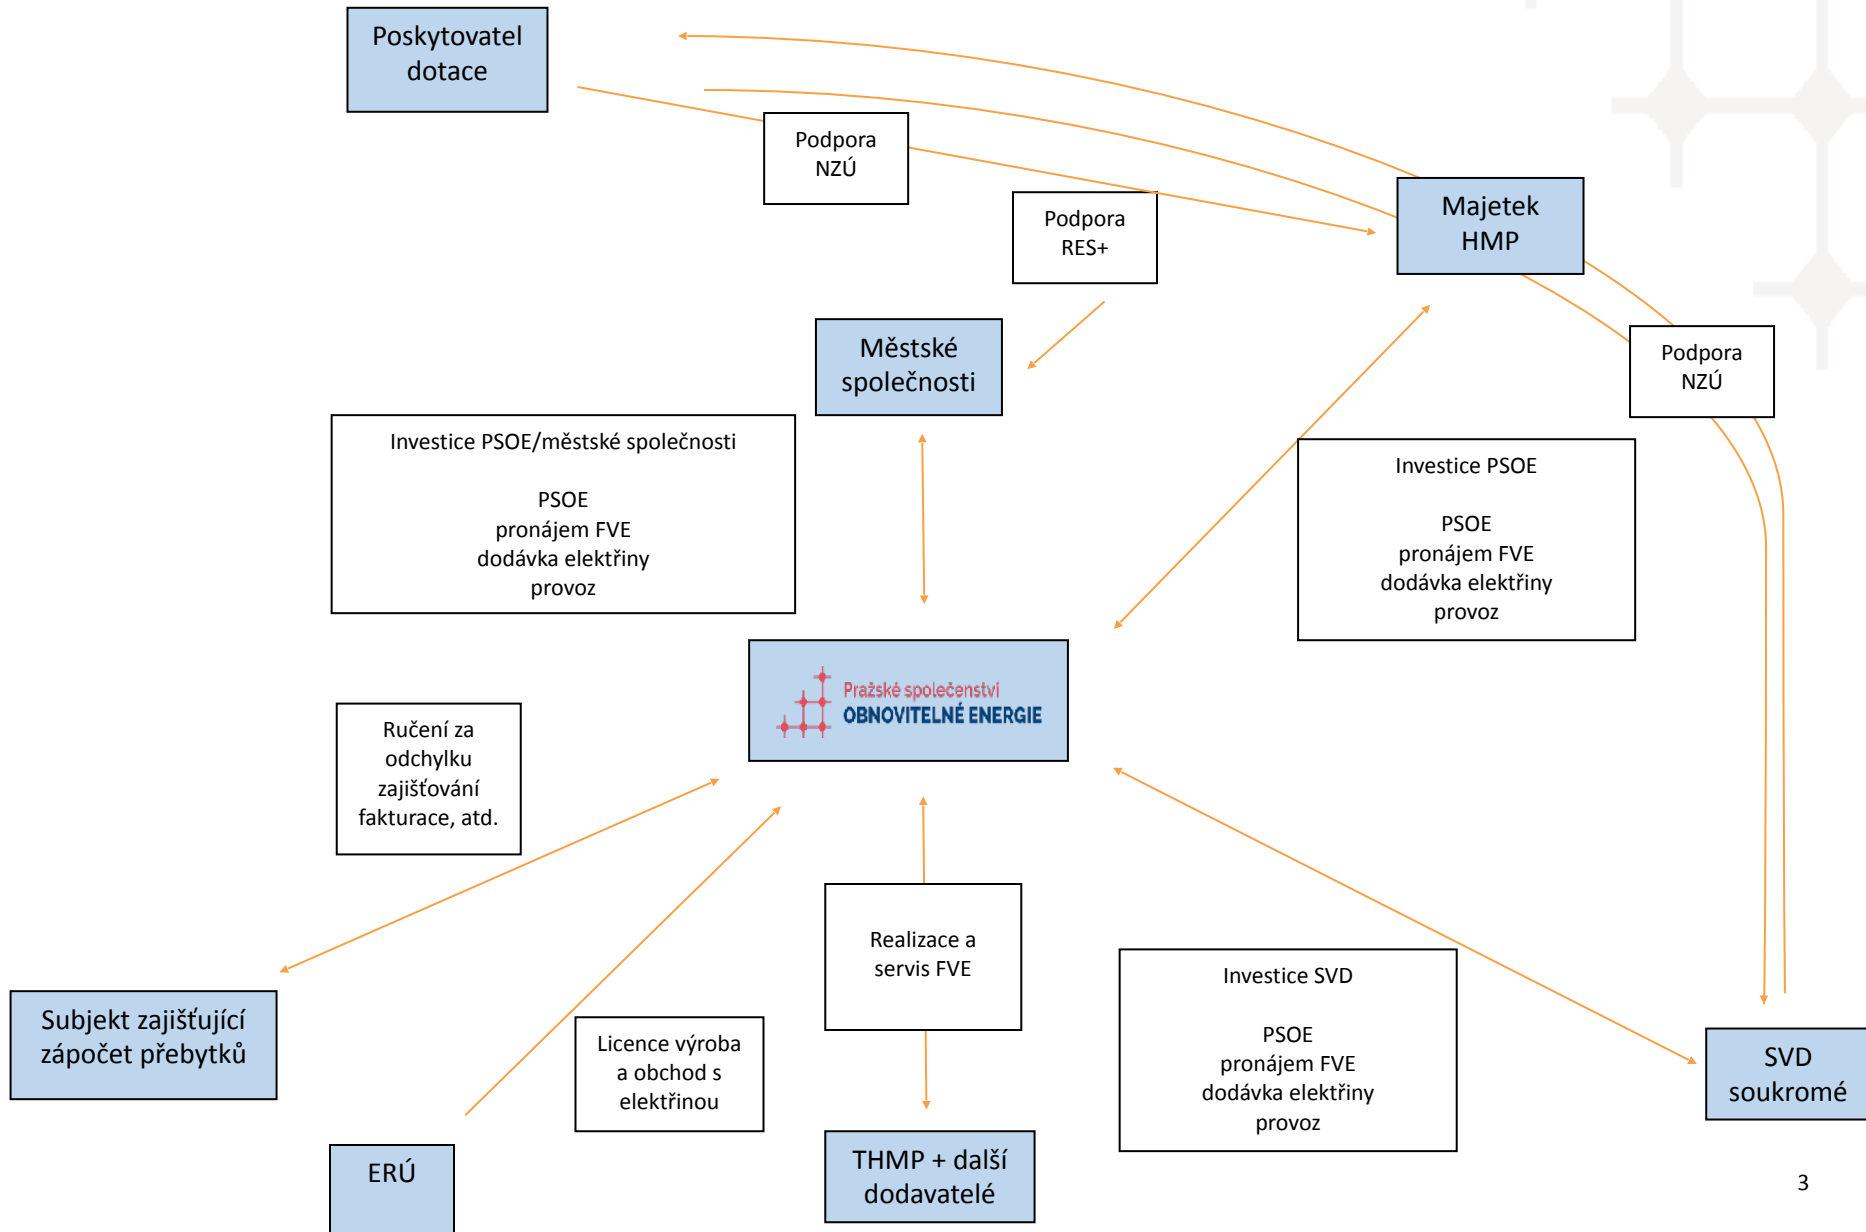 Poskytovatel
dotace
Podpora
NZÚ
Podpora
RES+
Majetek
HMP
Městské
společnosti
Podpora
NZÚ
Investice PSOE/městské společnosti
PSOE
pronájem FVE
dodávka elektřiny
provoz
Investice PSOE
PSOE
pronájem FVE
dodávka elektřiny
provoz
Pražské společenství
OBNOVITELNÉ ENERGIE
Ručení za
odchylku
zajišťování
fakturace, atd.
Realizace a
servis FVE
Investice SVD
PSOE
pronájem FVE
dodávka elektřiny
provoz
Subjekt zajišťující
zápočet přebytků
Licence výroba
a obchod s
elektřinou
SVD
soukromé
ERÚ
THMP + další
dodavatelé
3